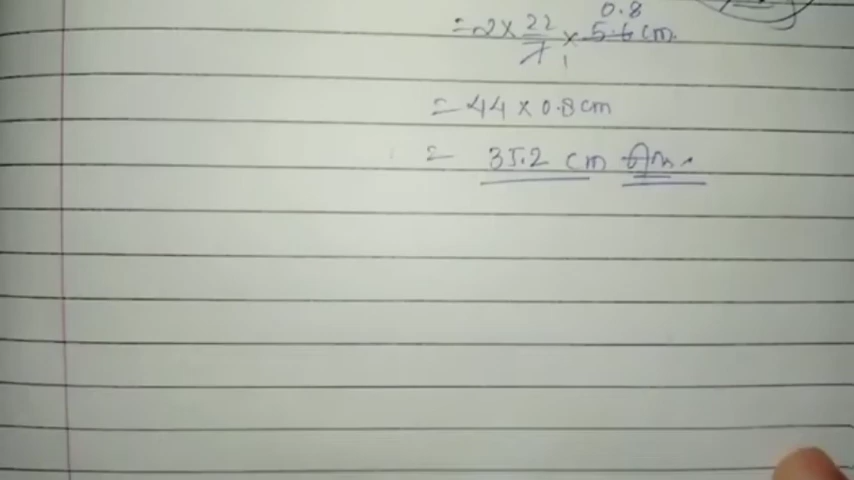 0.8
= 2 × 22/7 × 5.6 cm.
1
= 44 × 0.8 cm
= 35.2 cm Ans.